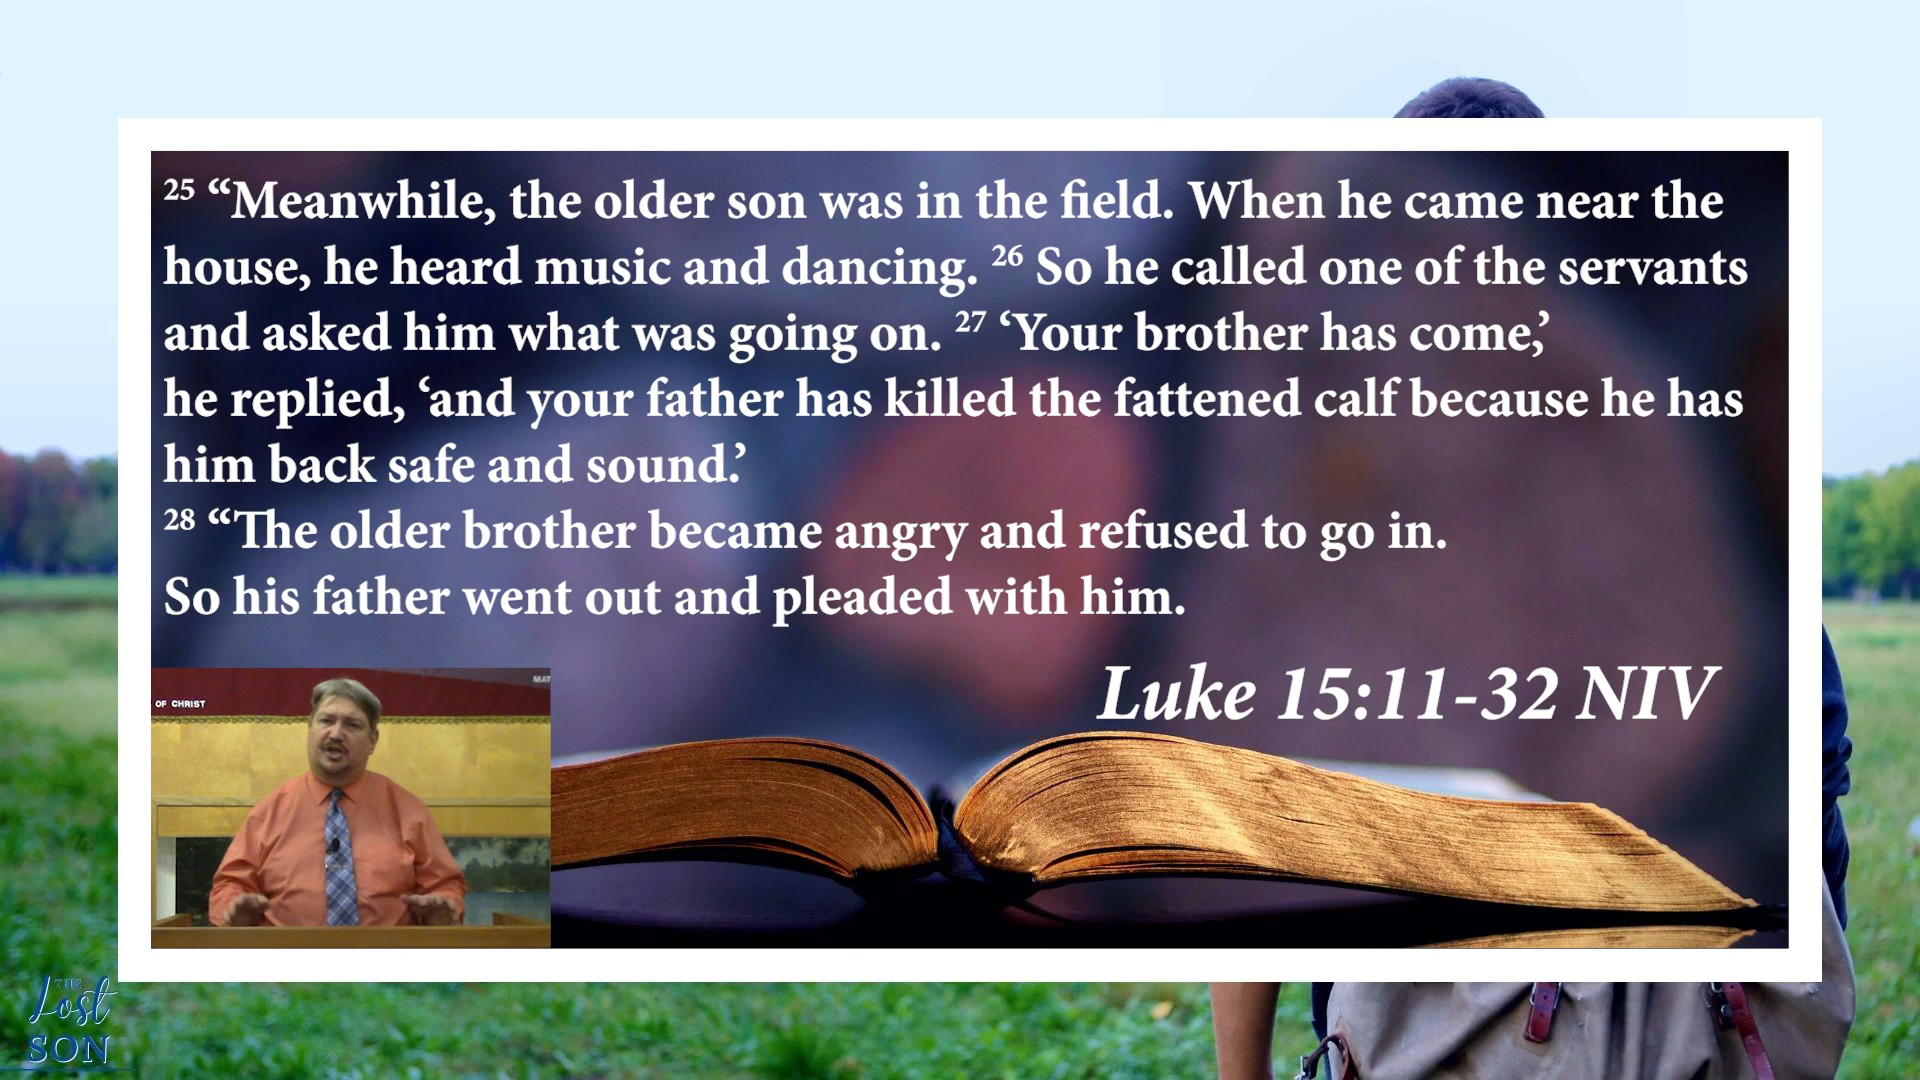 25 “Meanwhile, the older son was in the field. When he came near the
house, he heard music and dancing. 26 So he called one of the servants
and asked him what was going on. 27 ‘Your brother has come,’
he replied, ‘and your father has killed the fattened calf because he has
him back safe and sound.’
28 “The older brother became angry and refused to go in.
So his father went out and pleaded with him.
Luke 15:11-32 NIV
MAT
OF CHRIST
THE
Lost
SON